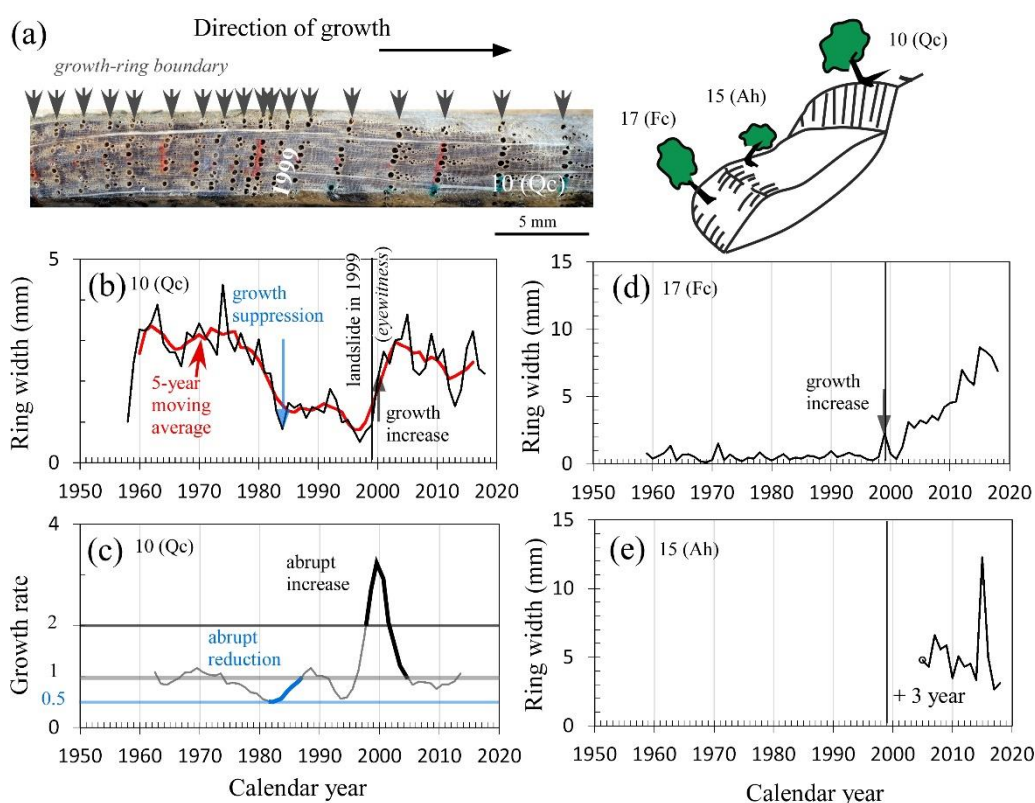 (a)
Direction of growth
growth-ring boundary
1999
10 (Qc)
5 mm
10 (Qc)
15 (Ah)
17 (Fc)
(b) 10 (Qc)
Ring width (mm)
5
0
growth
suppression
5-year
moving
average
landslide in 1999
(eyewitness)
growth
increase
1950 1960 1970 1980 1990 2000 2010 2020
(c) 10 (Qc)
Growth rate
4
2
1
0.5
0
abrupt
increase
abrupt
reduction
1950 1960 1970 1980 1990 2000 2010 2020
Calendar year
(d) 17 (Fc)
Ring width (mm)
15
10
5
0
growth
increase
1950 1960 1970 1980 1990 2000 2010 2020
(e) 15 (Ah)
Ring width (mm)
15
10
5
0
+ 3 year
1950 1960 1970 1980 1990 2000 2010 2020
Calendar year